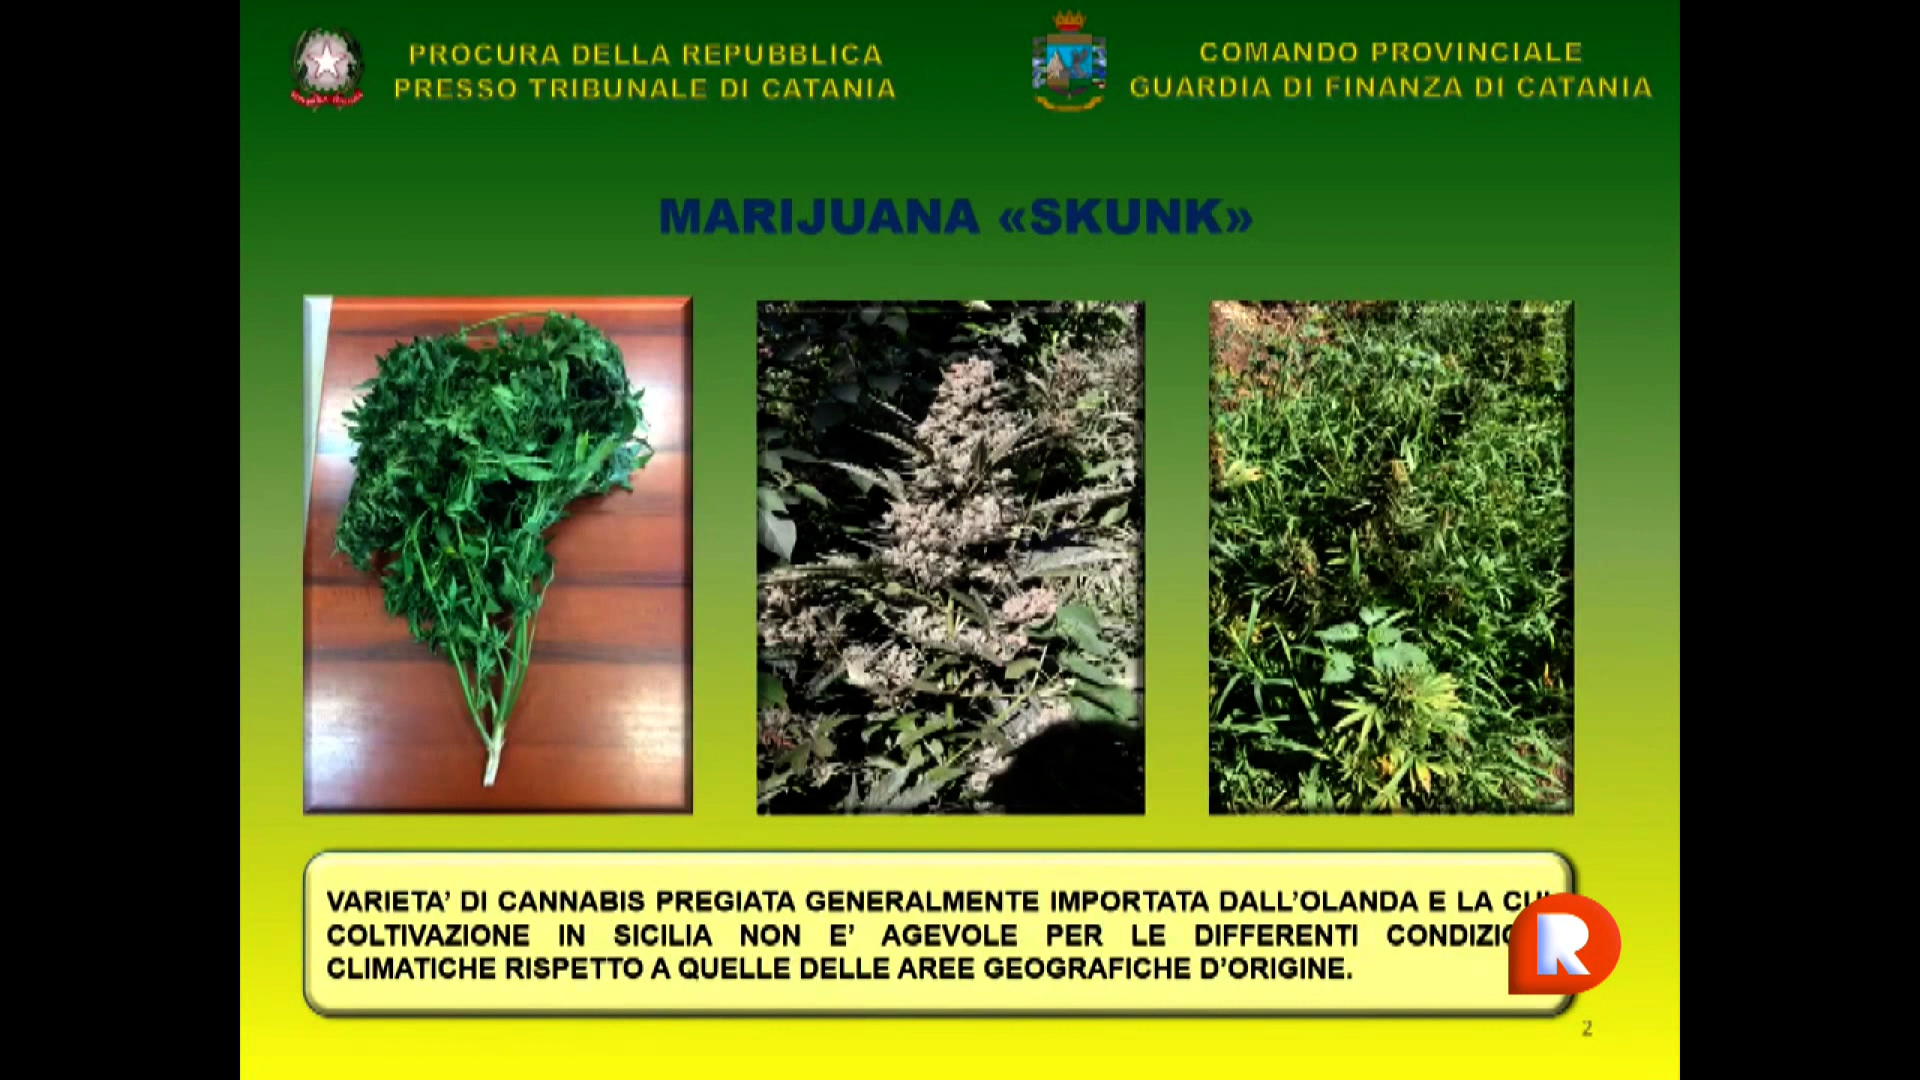 PROCURA DELLA REPUBBLICA
PRESSO TRIBUNALE DI CATANIA
COMANDO PROVINCIALE
GUARDIA DI FINANZA DI CATANIA
MARIJUANA «SKUNK»
VARIETA’ DI CANNABIS PREGIATA GENERALMENTE IMPORTATA DALL’OLANDA E LA CUI
COLTIVAZIONE IN SICILIA NON E’ AGEVOLE PER LE DIFFERENTI
CLIMATICHE RISPETTO A QUELLE DELLE AREE GEOGRAFICHE D’ORIGINE.
R
2